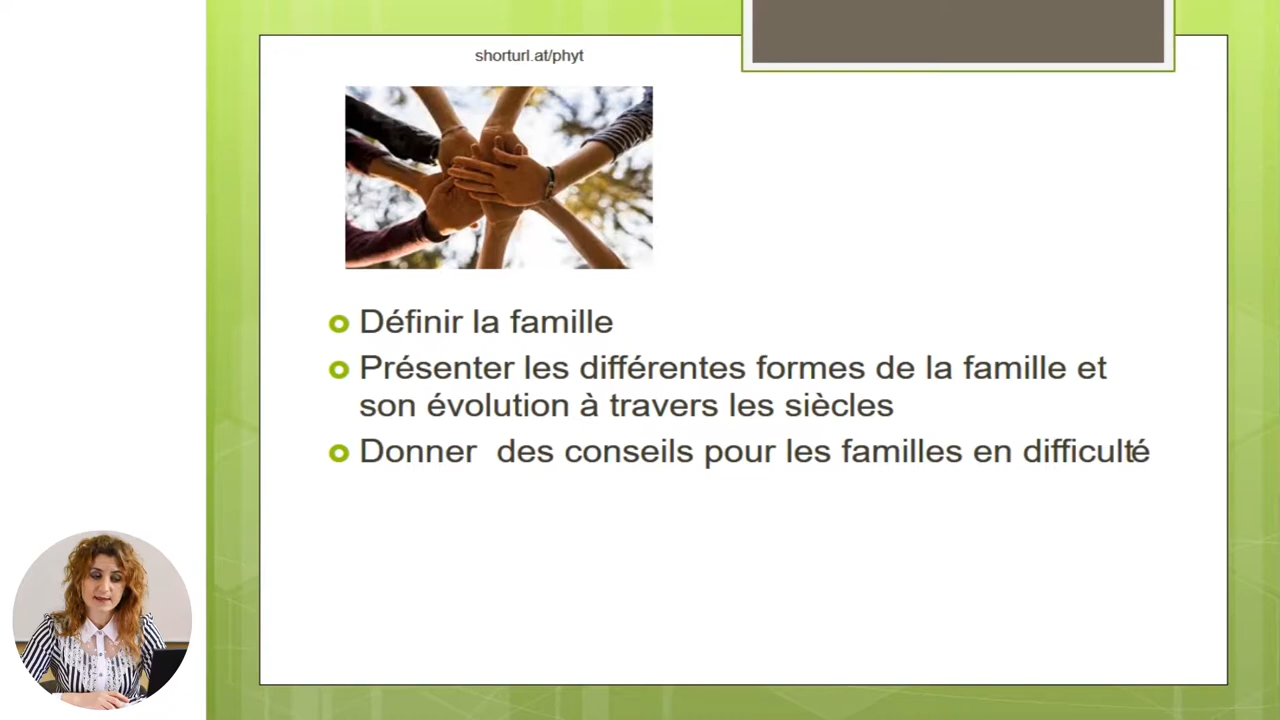 shorturl.at/phyt
Définir la famille
Présenter les différentes formes de la famille et
son évolution à travers les siècles
Donner des conseils pour les familles en difficulté